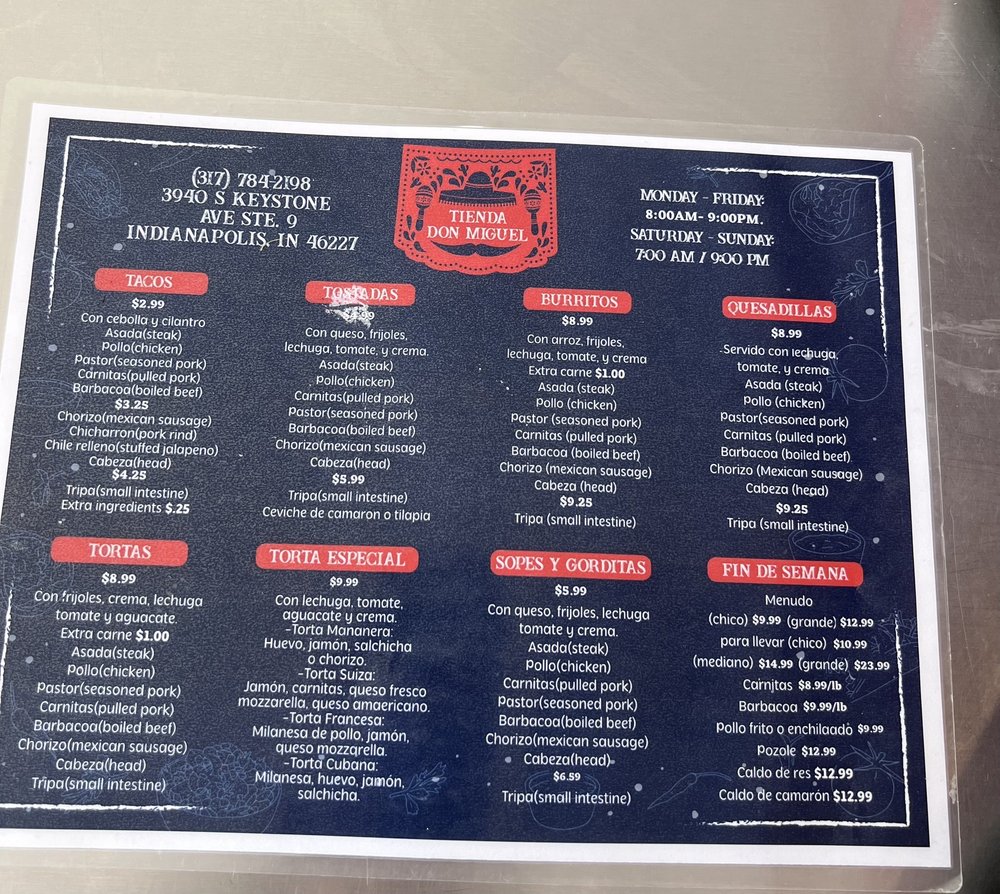 (317) 784-2198
3940 S KEYSTONE
AVE STE. 9
INDIANAPOLIS, IN 46227
TIENDA
DON MIGUEL
MONDAY - FRIDAY:
8:00AM- 9:00PM.
SATURDAY - SUNDAY:
7:00 AM / 9:00 PM
TACOS
$2.99
Con cebolla y cilantro
Asada(steak)
Pollo(chicken)
Pastor(seasoned pork)
Carnitas(pulled pork)
Barbacoa(boiled beef)
$3.25
Chorizo(mexican sausage)
Chicharron(pork rind)
Chile relleno(stuffed jalapeno)
Cabeza(head)
$4.25
Tripa(small intestine)
Extra ingredients $.25
TOSTADAS
Con queso, frijoles,
lechuga, tomate, y crema.
Asada(steak)
Pollo(chicken)
Carnitas(pulled pork)
Pastor(seasoned pork)
Barbacoa(boiled beef)
Chorizo(mexican sausage)
Cabeza(head)
$5.99
Tripa(small intestine)
Ceviche de camaron o tilapia
BURRITOS
$8.99
Con arroz, frijoles,
lechuga, tomate, y crema
Extra carne $1.00
Asada (steak)
Pollo (chicken)
Pastor (seasoned pork)
Carnitas (pulled pork)
Barbacoa (boiled beef)
Chorizo (mexican sausage)
Cabeza (head)
$9.25
Tripa (small intestine)
QUESADILLAS
$8.99
Servido con lechuga,
tomate, y crema
Asada (steak)
Pollo (chicken)
Pastor(seasoned pork)
Carnitas (pulled pork)
Barbacoa (boiled beef)
Chorizo (Mexican sausage)
Cabeza (head)
$9.25
Tripa (small intestine)
TORTAS
$8.99
Con frijoles, crema, lechuga
tomate y aguacate.
Extra carne $1.00
Asada(steak)
Pollo(chicken)
Pastor(seasoned pork)
Carnitas(pulled pork)
Barbacoa(boiled beef)
Chorizo(mexican sausage)
Cabeza(head)
Tripa(small intestine)
TORTA ESPECIAL
$9.99
Con lechuga, tomate,
aguacate y crema.
-Torta Mananera:
Huevo, jamón, salchicha
o chorizo.
-Torta Suiza:
Jamón, carnitas, queso fresco
mozzarella, queso amaericano.
-Torta Francesa:
Milanesa de pollo, jamón,
queso mozzqrella.
-Torta Cubana:
Milanesa, huevo, jamón,
salchicha.
SOPES Y GORDITAS
$5.99
Con queso, frijoles, lechuga
tomate y crema.
Asada(steak)
Pollo(chicken)
Carnitas(pulled pork)
Pastor(seasoned pork)
Barbacoa(boiled beef)
Chorizo(mexican sausage)
Cabeza(head)
$6.59
Tripa(small intestine)
FIN DE SEMANA
Menudo
(chico) $9.99 (grande) $12.99
para llevar (chico) $10.99
(mediano) $14.99 (grande) $23.99
Carnitas $8.99/lb
Barbacoa $9.99/lb
Pollo frito o enchilaado $9.99
Pozole $12.99
Caldo de res $12.99
Caldo de camarón $12.99